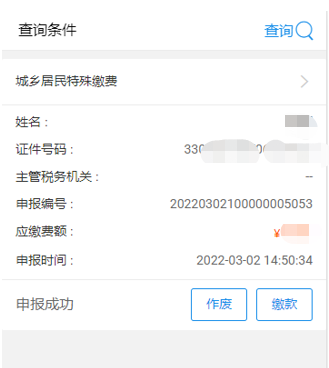 查询条件 查询
城乡居民特殊缴费
姓名：
证件号码： 330
主管税务机关： --
申报编号： 20220302100000005053
应缴费额： ¥
申报时间： 2022-03-02 14:50:34
申报成功 作废 缴款